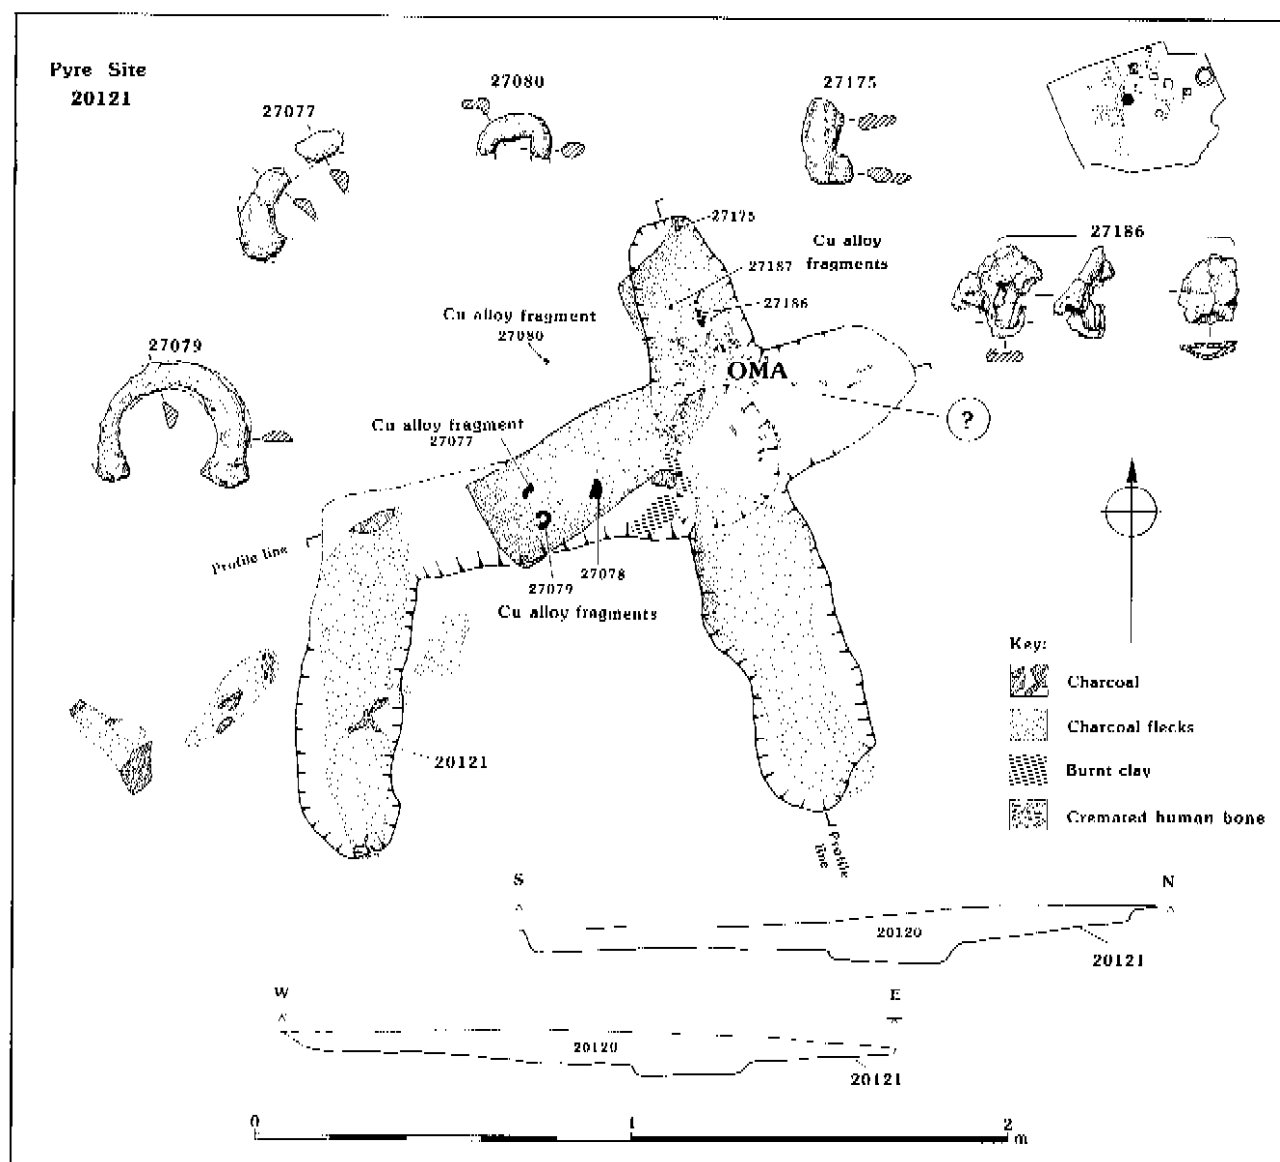 Pyre Site
20121
27077
27080
27175
27186
27175
Cu alloy
fragments
27187
27186
Cu alloy fragment
27080
OMA
27079
Cu alloy fragment
27077
?
Profile line
27079
27078
Cu alloy fragments
20121
Key:
Charcoal
Charcoal flecks
Burnt clay
Cremated human bone
Profile
line
S
N
20120
20121
W
E
20120
20121
0
1
2
m